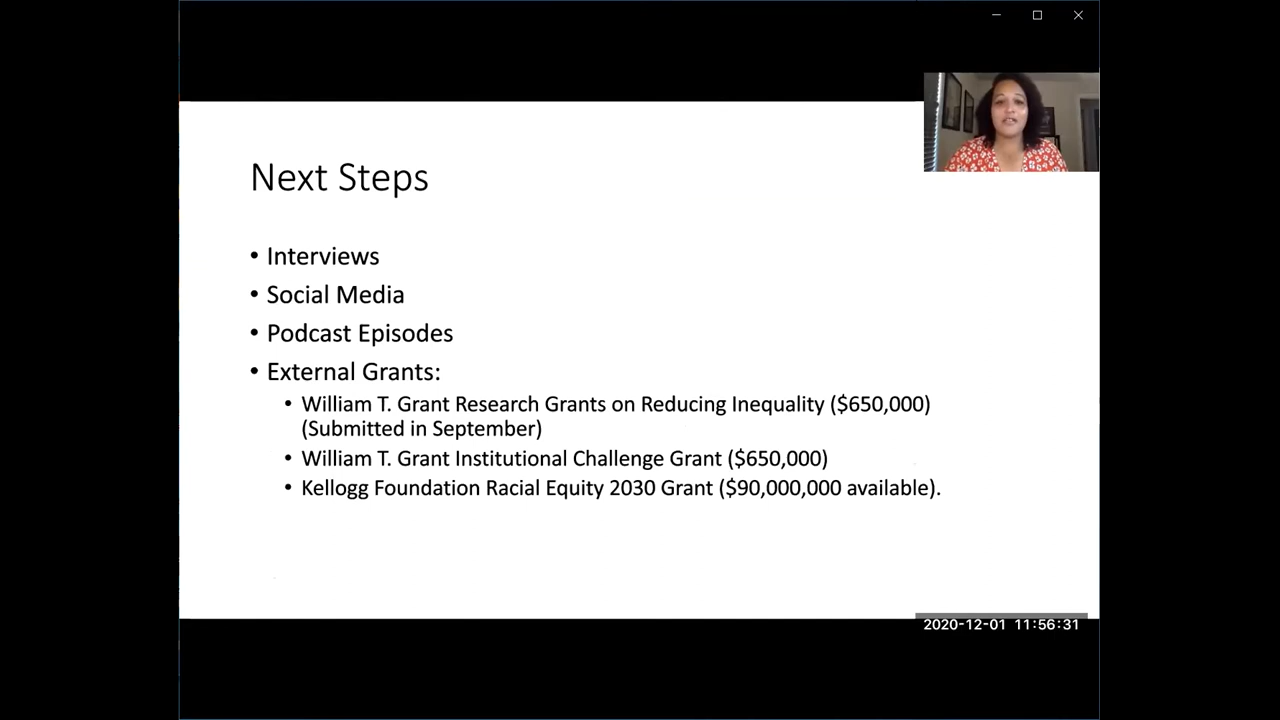 Next Steps
• Interviews
• Social Media
• Podcast Episodes
• External Grants:
• William T. Grant Research Grants on Reducing Inequality ($650,000)
(Submitted in September)
• William T. Grant Institutional Challenge Grant ($650,000)
• Kellogg Foundation Racial Equity 2030 Grant ($90,000,000 available).
2020-12-01 11:56:31